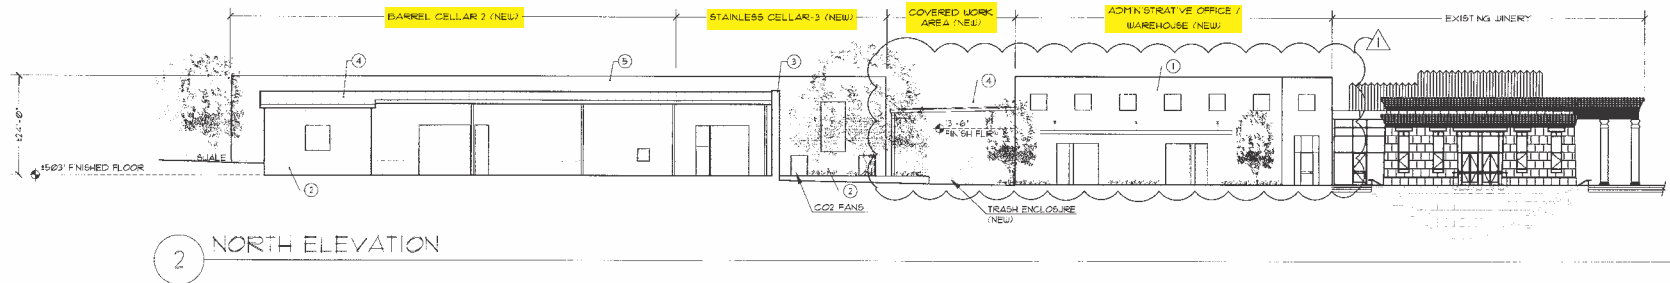 BARREL CELLAR 2 (NEW)
STAINLESS CELLAR-3 (NEW)
COVERED WORK
AREA (NEW)
ADMINISTRATIVE OFFICE /
WAREHOUSE (NEW)
EXISTING WINERY
1
4
5
3
4
1
±24'-0"
3'-6"
FINISH FLR
SWALE
±503' FINISHED FLOOR
2
2
CO2 FANS
TRASH ENCLOSURE
(NEW)
2
NORTH ELEVATION